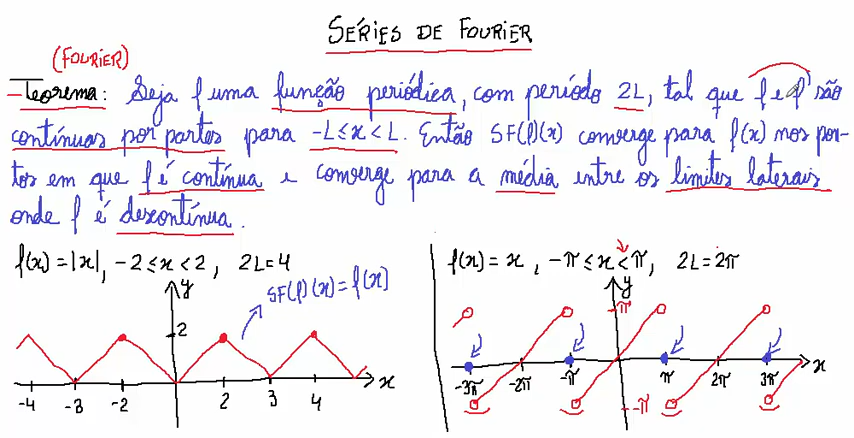 SÉRIES DE FOURIER
(FOURIER)
- Teorema: Seja f uma função periódica, com período 2L, tal que f e f' são
contínuas por partes para -L ≤ x < L. Então SF(f)(x) converge para f(x) nos pon-
tos em que f é contínua e converge para a média entre os limites laterais
onde f é descontínua.
f(x) = |x|, -2 ≤ x < 2, 2L = 4
y
SF(f)(x) = f(x)
2
x
-4 -3 -2 2 3 4
f(x) = x, -π ≤ x < π, 2L = 2π
y
π
x
-3π -2π -π π 2π 3π
-π